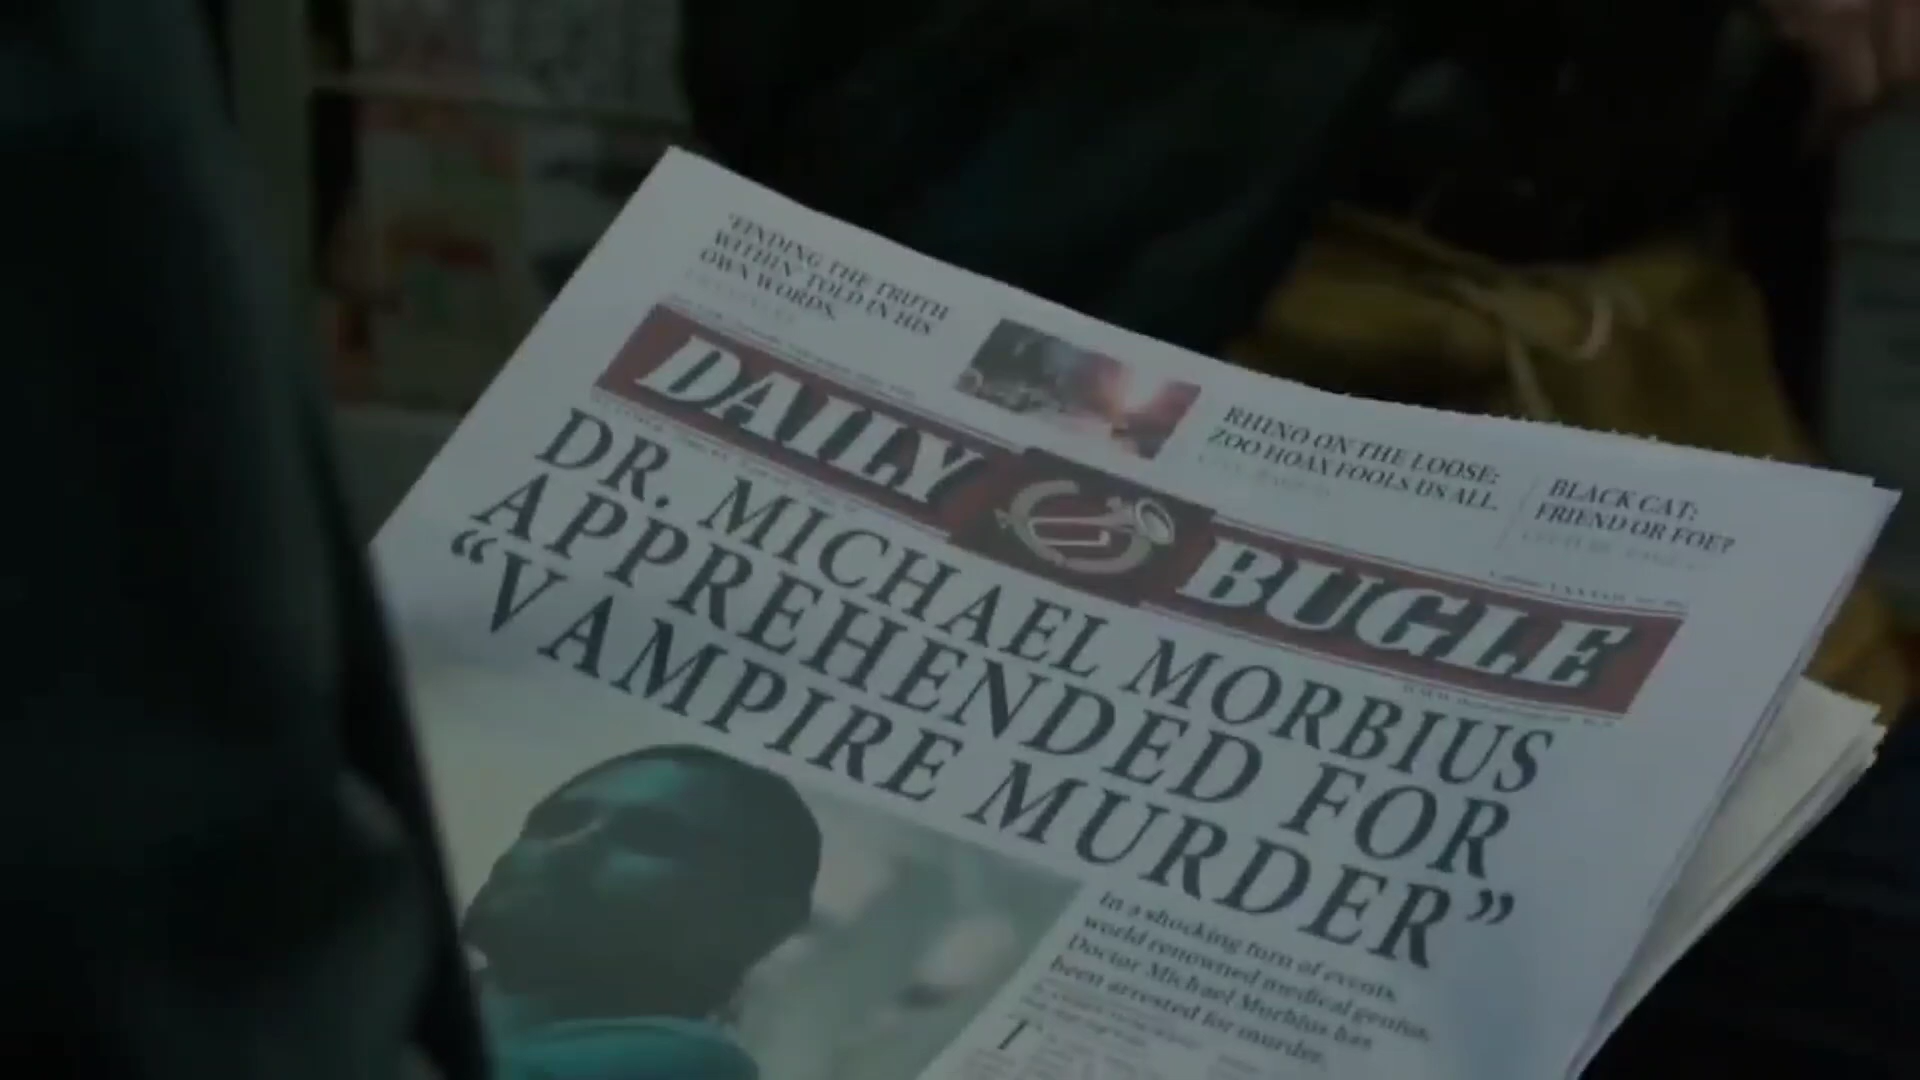 "FINDING THE TRUTH
WITHIN" TOLD IN HIS
OWN WORDS.
RHINO ON THE LOOSE:
ZOO HOAX FOOLS US ALL.
BLACK CAT:
FRIEND OR FOE?
DAILY BUGLE
DR. MICHAEL MORBIUS
APPREHENDED FOR
“VAMPIRE MURDER”
In a shocking turn of events,
world renowned medical genius,
Doctor Michael Morbius has
been arrested for murder.